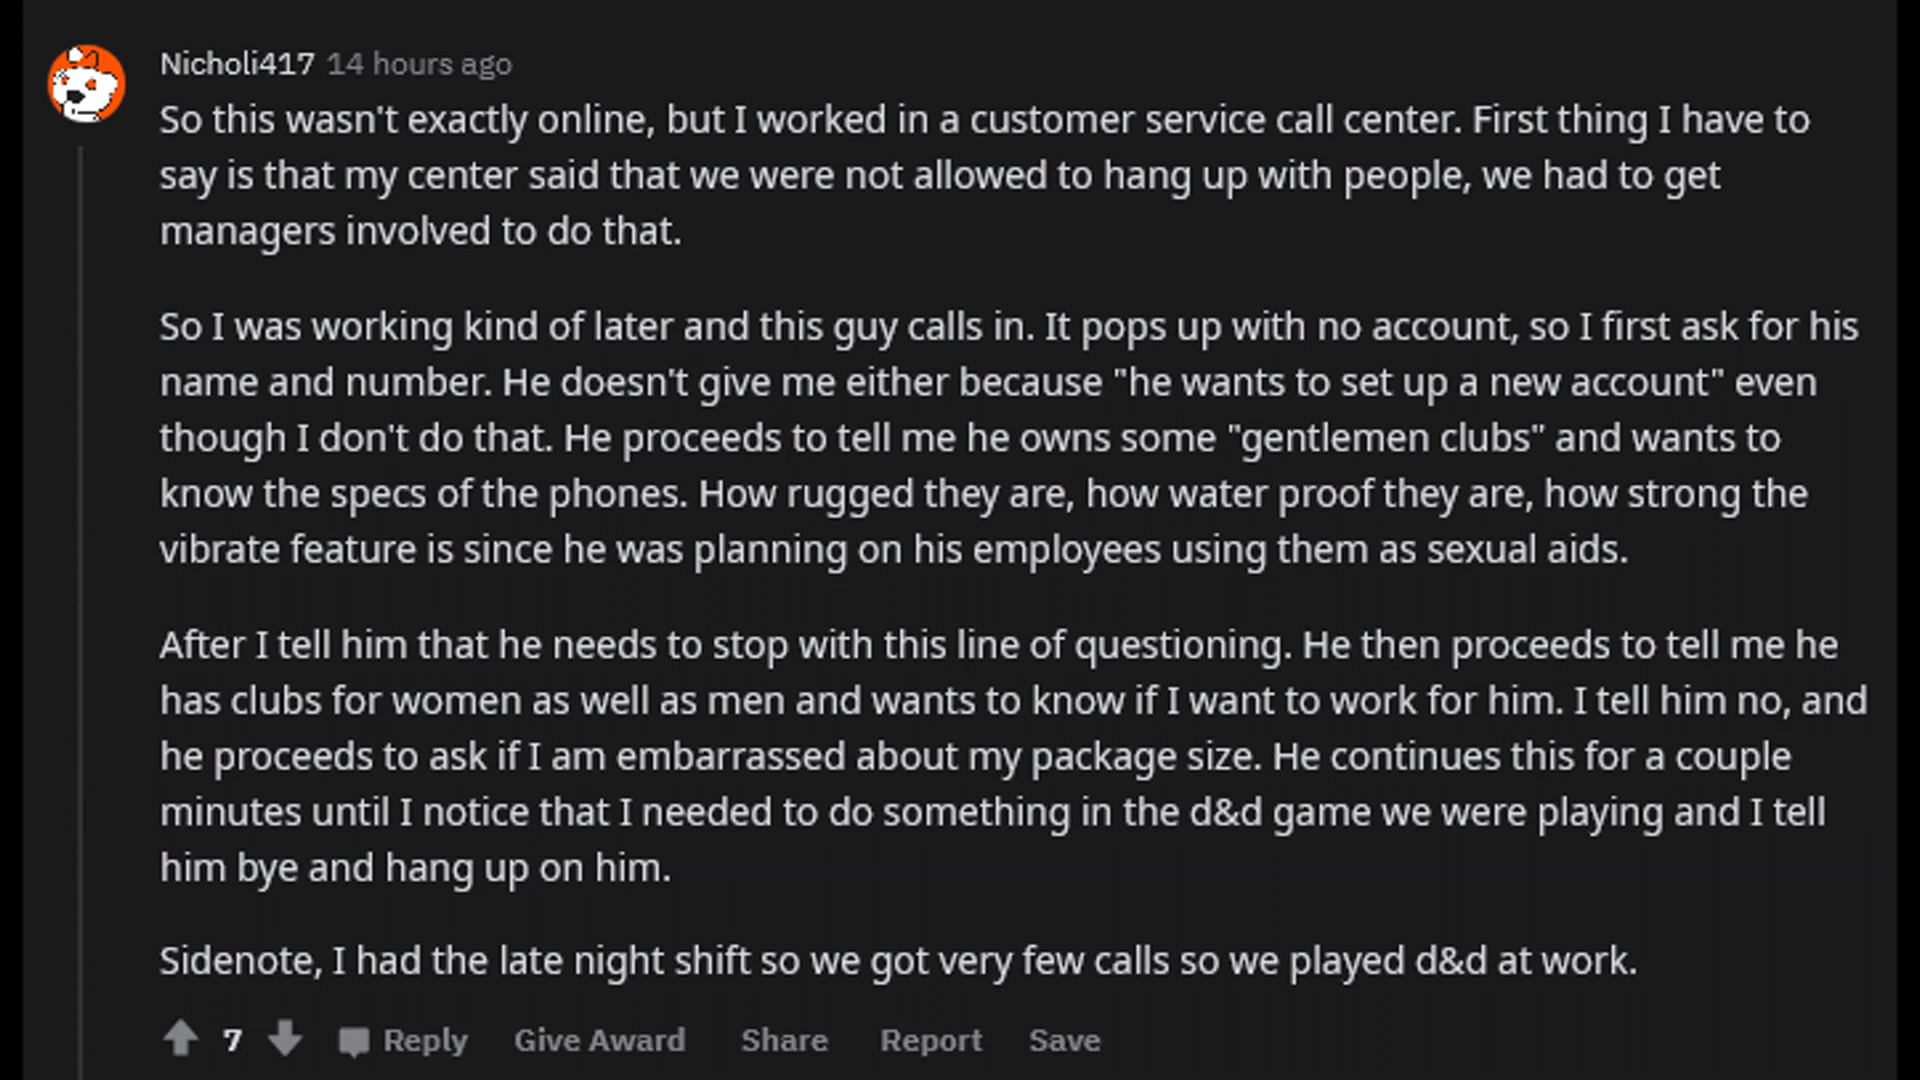 Nicholi417 14 hours ago
So this wasn't exactly online, but I worked in a customer service call center. First thing I have to
say is that my center said that we were not allowed to hang up with people, we had to get
managers involved to do that.
So I was working kind of later and this guy calls in. It pops up with no account, so I first ask for his
name and number. He doesn't give me either because "he wants to set up a new account" even
though I don't do that. He proceeds to tell me he owns some "gentlemen clubs" and wants to
know the specs of the phones. How rugged they are, how water proof they are, how strong the
vibrate feature is since he was planning on his employees using them as sexual aids.
After I tell him that he needs to stop with this line of questioning. He then proceeds to tell me he
has clubs for women as well as men and wants to know if I want to work for him. I tell him no, and
he proceeds to ask if I am embarrassed about my package size. He continues this for a couple
minutes until I notice that I needed to do something in the d&d game we were playing and I tell
him bye and hang up on him.
Sidenote, I had the late night shift so we got very few calls so we played d&d at work.
7 Reply Give Award Share Report Save